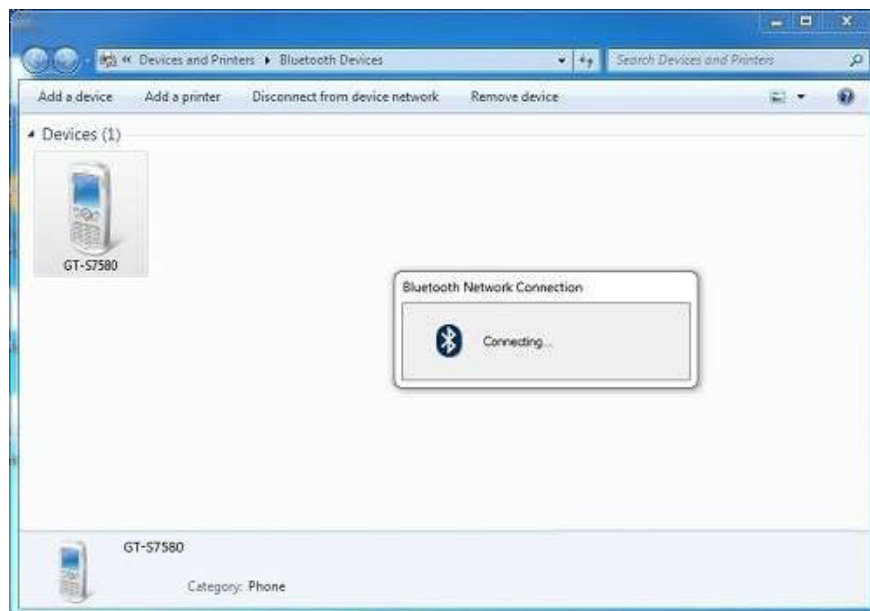 « Devices and Printers ▸ Bluetooth Devices
Search Devices and Printers
Add a device Add a printer Disconnect from device network Remove device
Devices (1)
GT-S7580
Bluetooth Network Connection
Connecting...
GT-S7580
Category: Phone